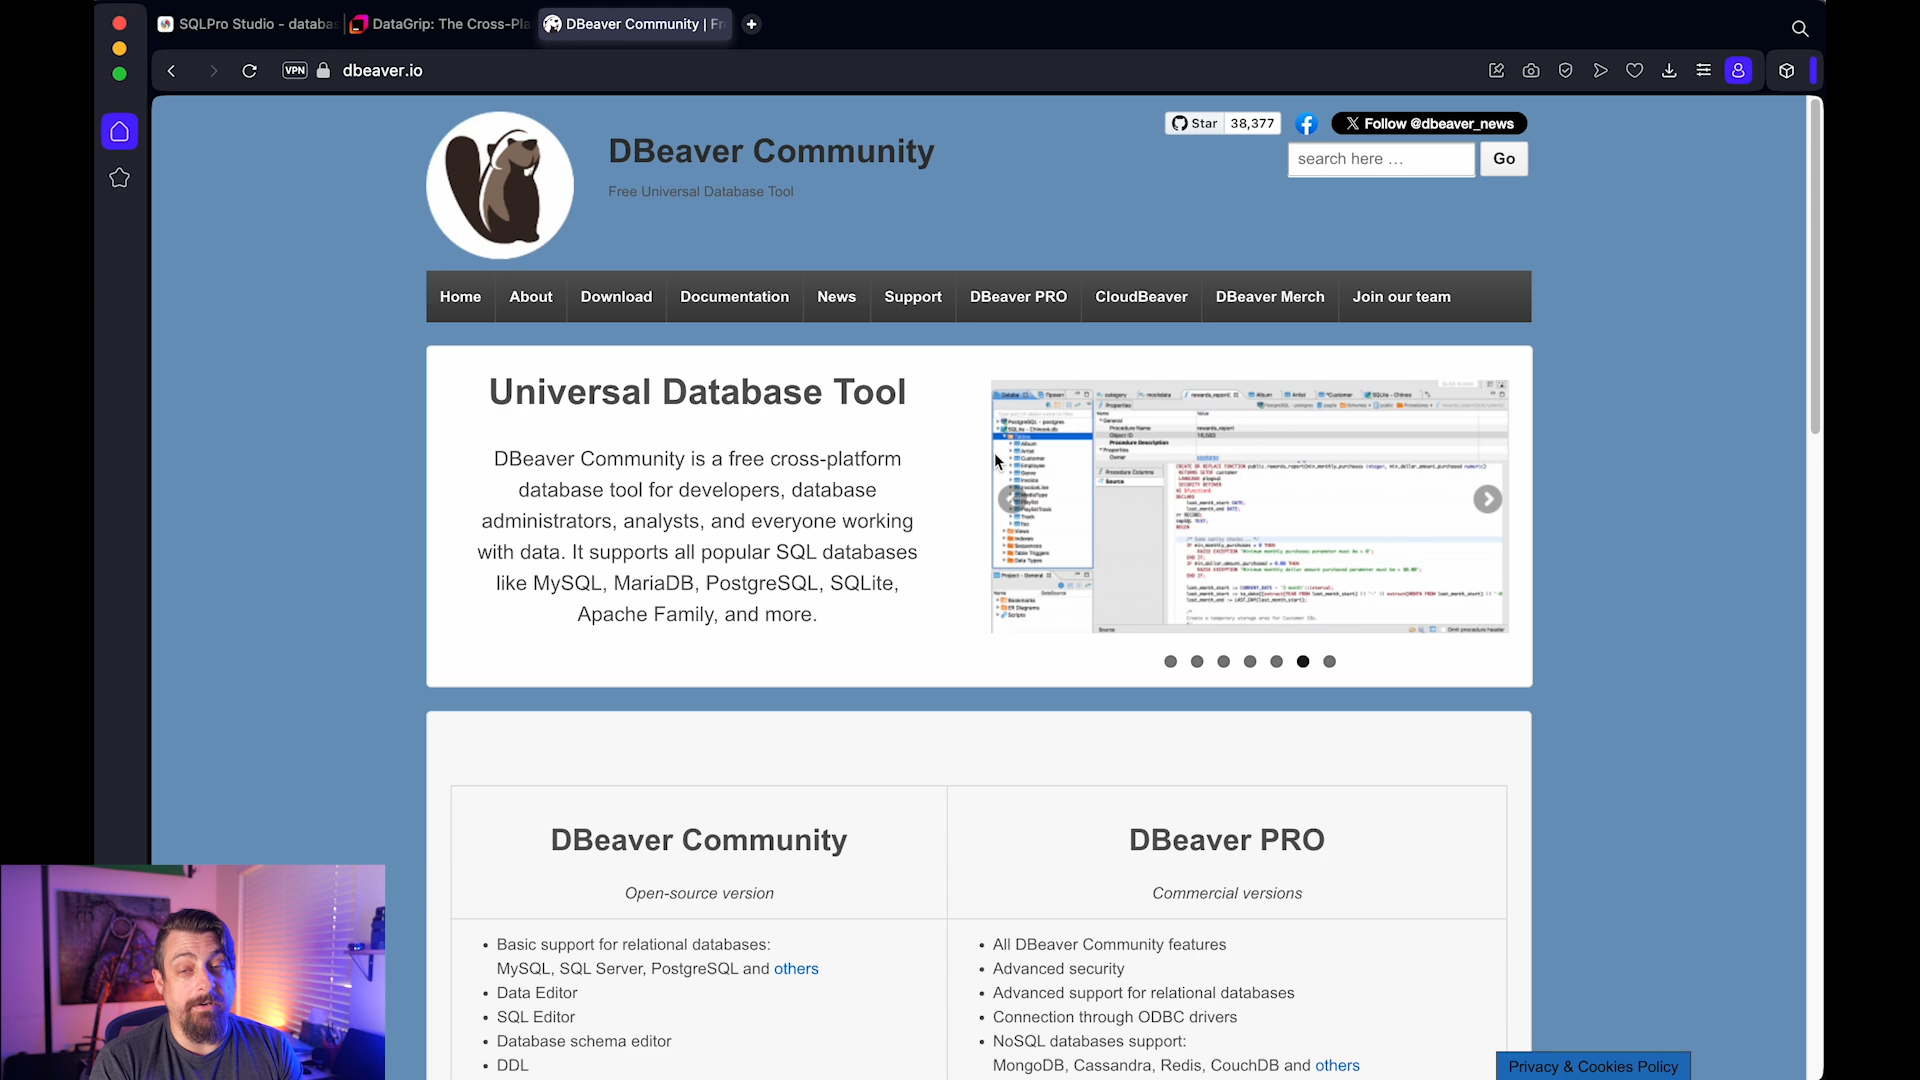 SQLPro Studio - databas
DataGrip: The Cross-Pla
DBeaver Community | Fr
VPN
dbeaver.io
DBeaver Community
Free Universal Database Tool
Star 38,377
Follow @dbeaver_news
search here ...
Go
Home About Download Documentation News Support DBeaver PRO CloudBeaver DBeaver Merch Join our team
Universal Database Tool
DBeaver Community is a free cross-platform
database tool for developers, database
administrators, analysts, and everyone working
with data. It supports all popular SQL databases
like MySQL, MariaDB, PostgreSQL, SQLite,
Apache Family, and more.
DBeaver Community
Open-source version
Basic support for relational databases:
MySQL, SQL Server, PostgreSQL and others
Data Editor
SQL Editor
Database schema editor
DDL
DBeaver PRO
Commercial versions
All DBeaver Community features
Advanced security
Advanced support for relational databases
Connection through ODBC drivers
NoSQL databases support:
MongoDB, Cassandra, Redis, CouchDB and others
Privacy & Cookies Policy